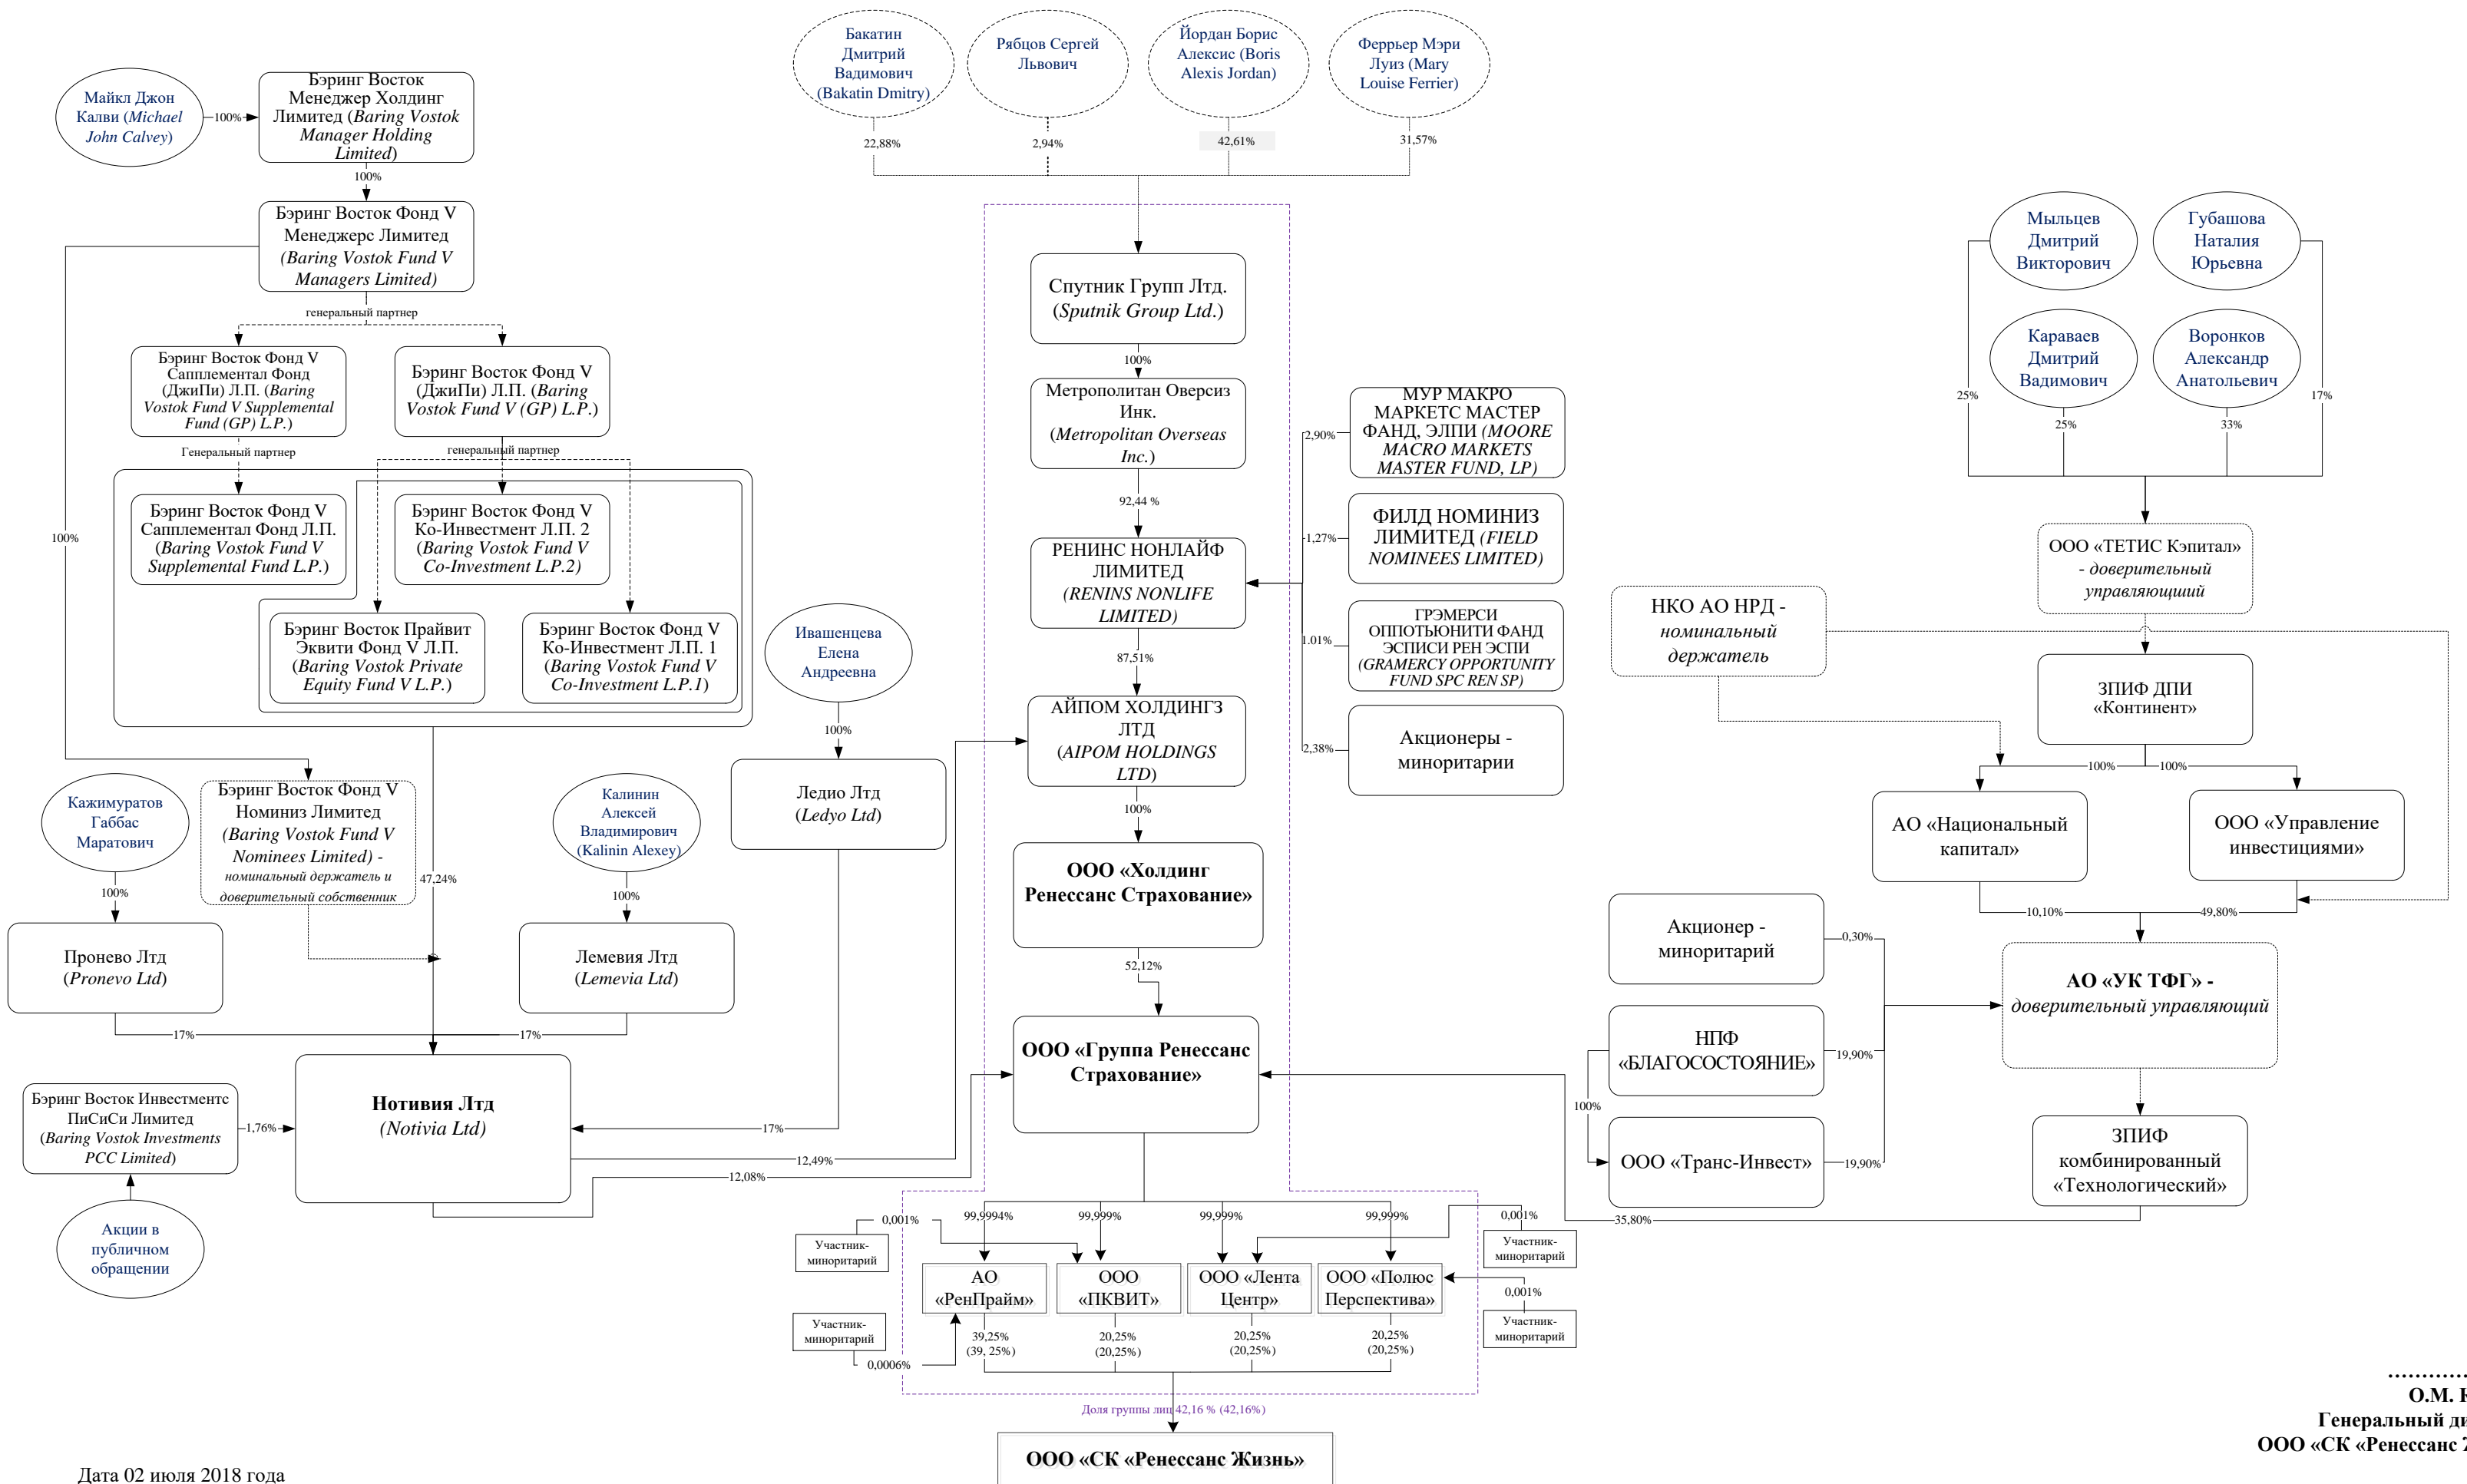 Бакатин
Дмитрий
Вадимович
(Bakatin Dmitry)
Рябцов Сергей
Львович
Йордан Борис
Алексис (Boris
Alexis Jordan)
Феррьер Мэри
Луиз (Mary
Louise Ferrier)
22,88%
2,94%
42,61%
31,57%
Майкл Джон
Калви (Michael
John Calvey)
100%
Бэринг Восток
Менеджер Холдинг
Лимитед (Baring Vostok
Manager Holding
Limited)
100%
Бэринг Восток Фонд V
Менеджерс Лимитед
(Baring Vostok Fund V
Managers Limited)
генеральный партнер
Бэринг Восток Фонд V
Сапплементал Фонд
(ДжиПи) Л.П. (Baring
Vostok Fund V Supplemental
Fund (GP) L.P.)
Бэринг Восток Фонд V
(ДжиПи) Л.П. (Baring
Vostok Fund V (GP) L.P.)
Генеральный партнер
генеральный партнер
Бэринг Восток Фонд V
Сапплементал Фонд Л.П.
(Baring Vostok Fund V
Supplemental Fund L.P.)
Бэринг Восток Фонд V
Ко-Инвестмент Л.П. 2
(Baring Vostok Fund V
Co-Investment L.P.2)
100%
Бэринг Восток Прайвит
Эквити Фонд V Л.П.
(Baring Vostok Private
Equity Fund V L.P.)
Бэринг Восток Фонд V
Ко-Инвестмент Л.П. 1
(Baring Vostok Fund V
Co-Investment L.P.1)
Ивашенцева
Елена
Андреевна
100%
Ледио Лтд
(Ledyo Ltd)
Кажимуратов
Габбас
Маратович
100%
Бэринг Восток Фонд V
Номиниз Лимитед
(Baring Vostok Fund V
Nominees Limited) -
номинальный держатель и
доверительный собственник
47,24%
Калинин
Алексей
Владимирович
(Kalinin Alexey)
100%
Проневo Лтд
(Pronevo Ltd)
Лемевия Лтд
(Lemevia Ltd)
17%
17%
Бэринг Восток Инвестментс
ПиСиСи Лимитед
(Baring Vostok Investments
PCC Limited)
1,76%
Нотивия Лтд
(Notivia Ltd)
17%
12,49%
12,08%
Акции в
публичном
обращении
Спутник Групп Лтд.
(Sputnik Group Ltd.)
100%
Метрополитан Оверсиз
Инк.
(Metropolitan Overseas
Inc.)
92,44 %
РЕНИНС НОНЛАЙФ
ЛИМИТЕД
(RENINS NONLIFE
LIMITED)
87,51%
АЙПОМ ХОЛДИНГЗ
ЛТД
(AIPOM HOLDINGS
LTD)
100%
ООО «Холдинг
Ренессанс Страхование»
52,12%
ООО «Группа Ренессанс
Страхование»
2,90%
МУР МАКРО
МАРКЕТС МАСТЕР
ФАНД, ЭЛПИ (MOORE
MACRO MARKETS
MASTER FUND, LP)
1,27%
ФИЛД НОМИНИЗ
ЛИМИТЕД (FIELD
NOMINEES LIMITED)
1.01%
ГРЭМЕРСИ
ОППОТЬЮНИТИ ФАНД
ЭСПИСИ РЕН ЭСПИ
(GRAMERCY OPPORTUNITY
FUND SPC REN SP)
2,38%
Акционеры -
миноритарии
Мыльцев
Дмитрий
Викторович
Губашова
Наталия
Юрьевна
Караваев
Дмитрий
Вадимович
Воронков
Александр
Анатольевич
25%
17%
25%
33%
ООО «ТЕТИС Кэпитал»
- доверительный
управляющший
НКО АО НРД -
номинальный
держатель
ЗПИФ ДПИ
«Континент»
100%
100%
АО «Национальный
капитал»
ООО «Управление
инвестициями»
10,10%
49,80%
Акционер -
миноритарий
0,30%
АО «УК ТФГ» -
доверительный управляющий
НПФ
«БЛАГОСОСТОЯНИЕ»
19,90%
100%
ООО «Транс-Инвест»
19,90%
ЗПИФ
комбинированный
«Технологический»
35,80%
0,001%
99,9994%
99,999%
99,999%
99,999%
0,001%
Участник-
миноритарий
Участник-
миноритарий
АО
«РенПрайм»
ООО
«ПКВИТ»
ООО «Лента
Центр»
ООО «Полюс
Перспектива»
0,001%
Участник-
миноритарий
Участник-
миноритарий
0,0006%
39,25%
(39, 25%)
20,25%
(20,25%)
20,25%
(20,25%)
20,25%
(20,25%)
Доля группы лиц 42,16 % (42,16%)
ООО «СК «Ренессанс Жизнь»
Дата 02 июля 2018 года
О.М.
Генеральный
ООО «СК «Ренессанс